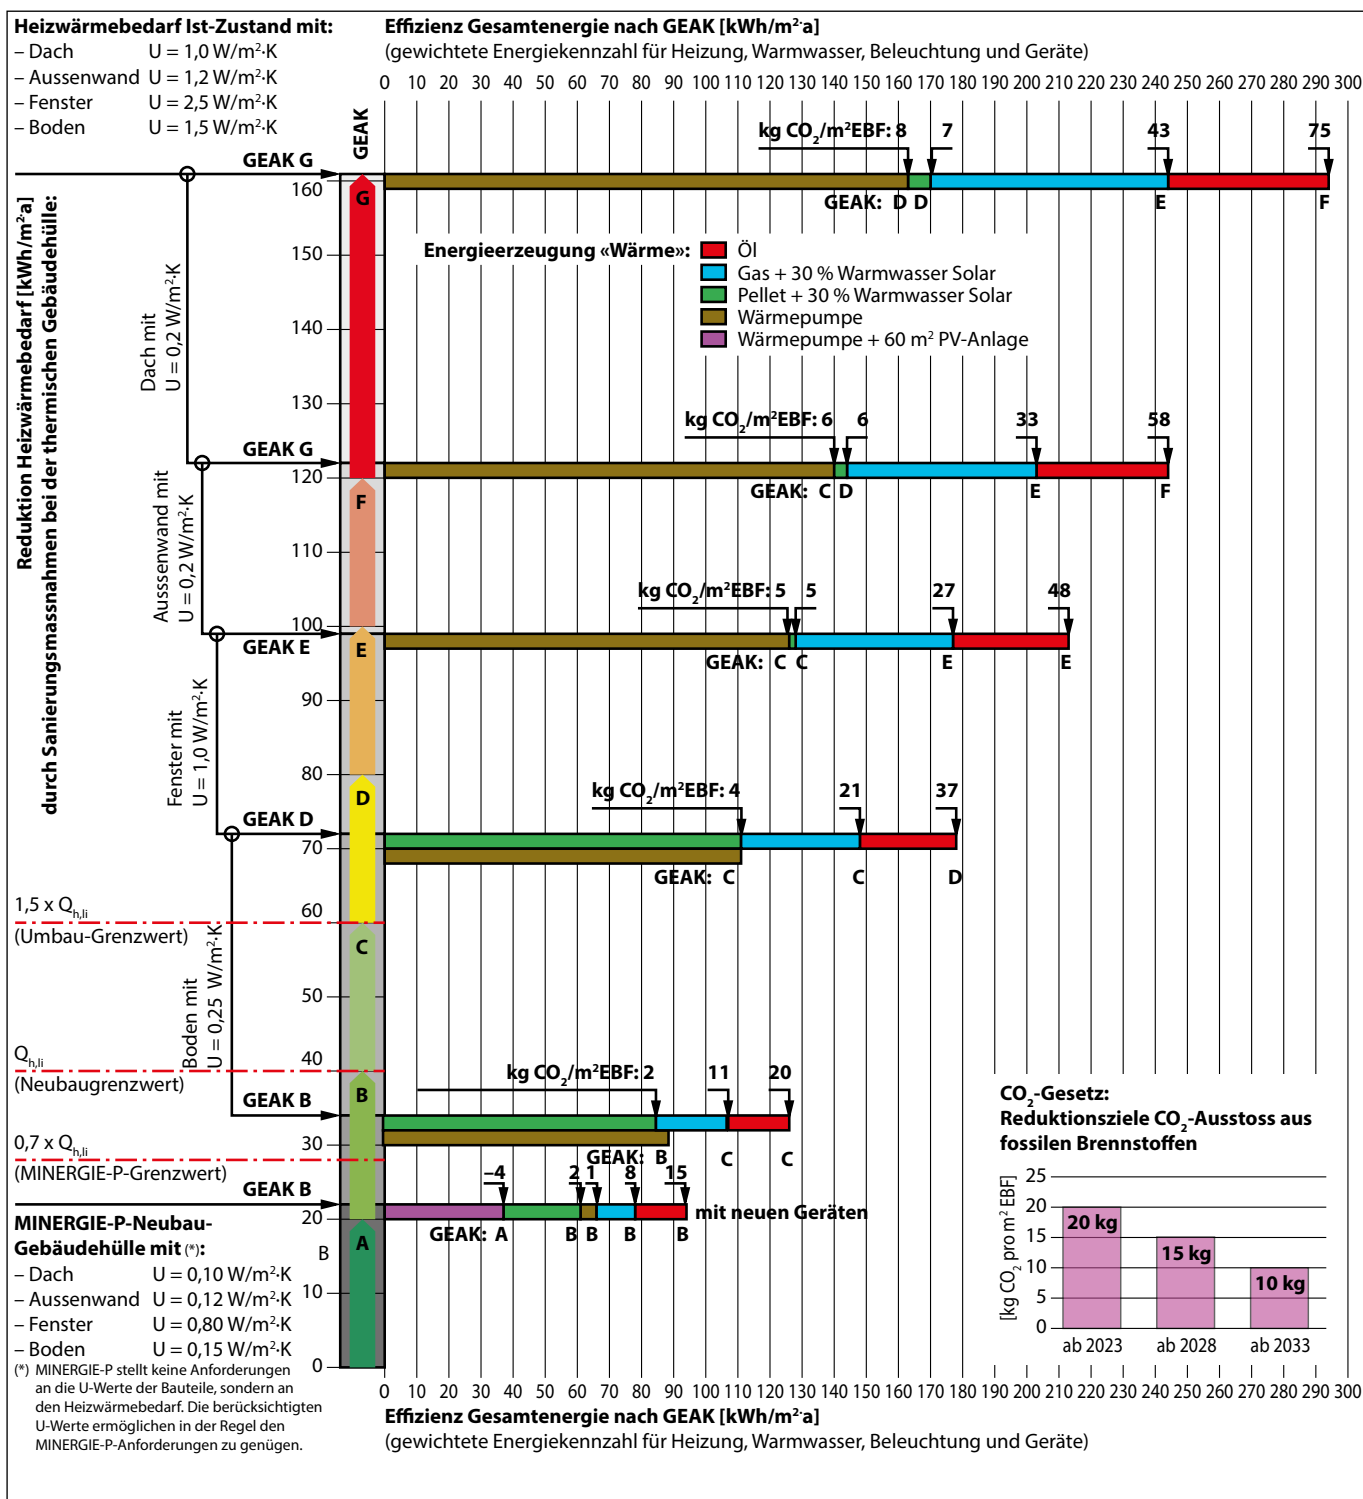 Heizwärmebedarf Ist-Zustand mit:
– Dach U = 1,0 W/m²·K
– Aussenwand U = 1,2 W/m²·K
– Fenster U = 2,5 W/m²·K
– Boden U = 1,5 W/m²·K
Effizienz Gesamtenergie nach GEAK [kWh/m²·a]
(gewichtete Energiekennzahl für Heizung, Warmwasser, Beleuchtung und Geräte)
0 10 20 30 40 50 60 70 80 90 100 110 120 130 140 150 160 170 180 190 200 210 220 230 240 250 260 270 280 290 300
GEAK
Reduktion Heizwärmebedarf [kWh/m²·a]
durch Sanierungsmassnahmen bei der thermischen Gebäudehülle:
kg CO₂/m²EBF: 8 7 43 75
GEAK G
160
G
GEAK: D D E F
Energieerzeugung «Wärme»:
Öl
Gas + 30 % Warmwasser Solar
Pellet + 30 % Warmwasser Solar
Wärmepumpe
Wärmepumpe + 60 m² PV-Anlage
150
140
130
Dach mit
U = 0,2 W/m²·K
kg CO₂/m²EBF: 6 6 33 58
GEAK G
120
GEAK: C D E F
F
110
100
Ausssenwand mit
U = 0,2 W/m²·K
kg CO₂/m²EBF: 5 5 27 48
GEAK E
E
GEAK: C C E E
90
80
Fenster mit
U = 1,0 W/m²·K
kg CO₂/m²EBF: 4 21 37
D
GEAK D
70
GEAK: C C D
1,5 x Qh,li
60
(Umbau-Grenzwert)
C
50
Boden mit
U = 0,25 W/m²·K
Qh,li
40
(Neubaugrenzwert)
kg CO₂/m²EBF: 2 11 20
GEAK B
B
30
GEAK: B C C
0,7 x Qh,li
(MINERGIE-P-Grenzwert)
–4 2 1 8 15
GEAK B
20
mit neuen Geräten
GEAK: A B B B B
A
B
10
0
MINERGIE-P-Neubau-
Gebäudehülle mit (*):
– Dach U = 0,10 W/m²·K
– Aussenwand U = 0,12 W/m²·K
– Fenster U = 0,80 W/m²·K
– Boden U = 0,15 W/m²·K
(*) MINERGIE-P stellt keine Anforderungen
an die U-Werte der Bauteile, sondern an
den Heizwärmebedarf. Die berücksichtigten
U-Werte ermöglichen in der Regel den
MINERGIE-P-Anforderungen zu genügen.
CO₂-Gesetz:
Reduktionsziele CO₂-Ausstoss aus
fossilen Brennstoffen
[kg CO₂ pro m² EBF]
25
20
15
10
5
0
20 kg
15 kg
10 kg
ab 2023 ab 2028 ab 2033
0 10 20 30 40 50 60 70 80 90 100 110 120 130 140 150 160 170 180 190 200 210 220 230 240 250 260 270 280 290 300
Effizienz Gesamtenergie nach GEAK [kWh/m²·a]
(gewichtete Energiekennzahl für Heizung, Warmwasser, Beleuchtung und Geräte)